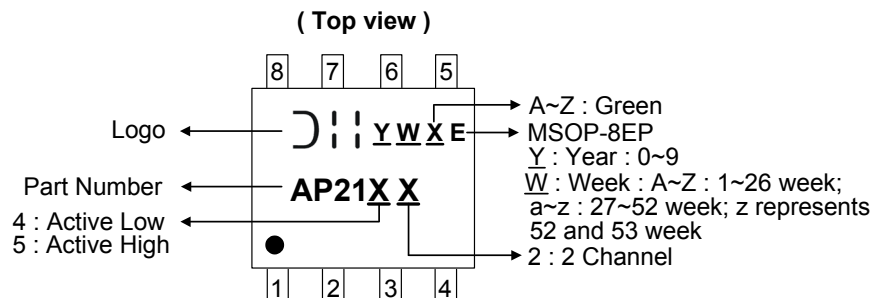 ( Top view )
8 7 6 5
Logo
Y W X E
A~Z : Green
MSOP-8EP
Y : Year : 0~9
W : Week : A~Z : 1~26 week;
a~z : 27~52 week; z represents
52 and 53 week
Part Number
AP21X X
4 : Active Low
5 : Active High
2 : 2 Channel
1 2 3 4